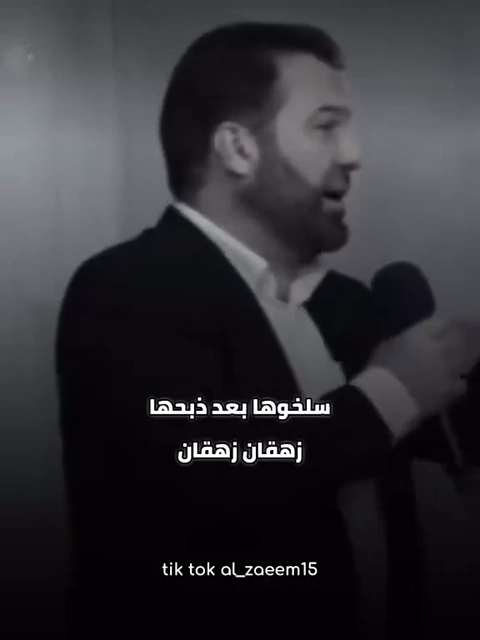 سلخوها بعد ذبحها
زهقان زهقان
tik tok al_zaeem15